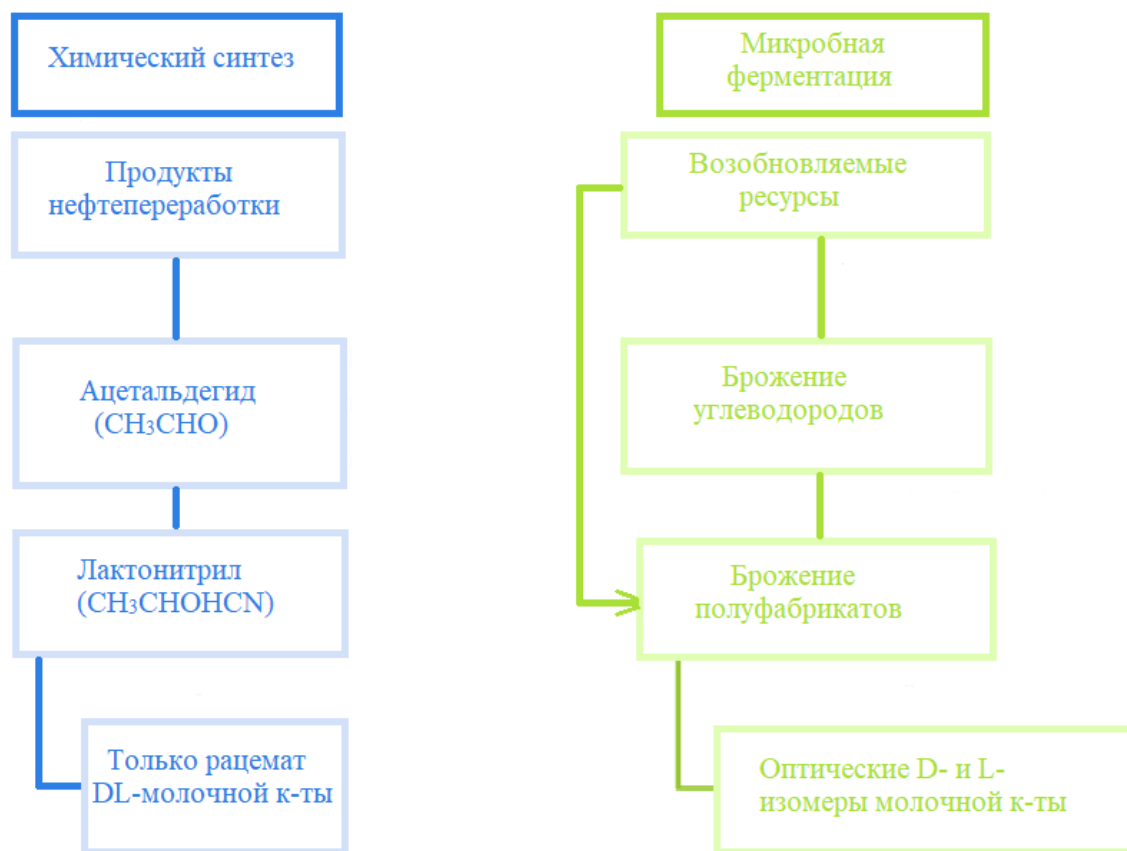 Химический синтез
Продукты
нефтепереработки
Ацетальдегид
(CH₃CHO)
Лактонитрил
(CH₃CHOHCN)
Только рацемат
DL-молочной к-ты
Микробная
ферментация
Возобновляемые
ресурсы
Брожение
углеводородов
Брожение
полуфабрикатов
Оптические D- и L-
изомеры молочной к-ты